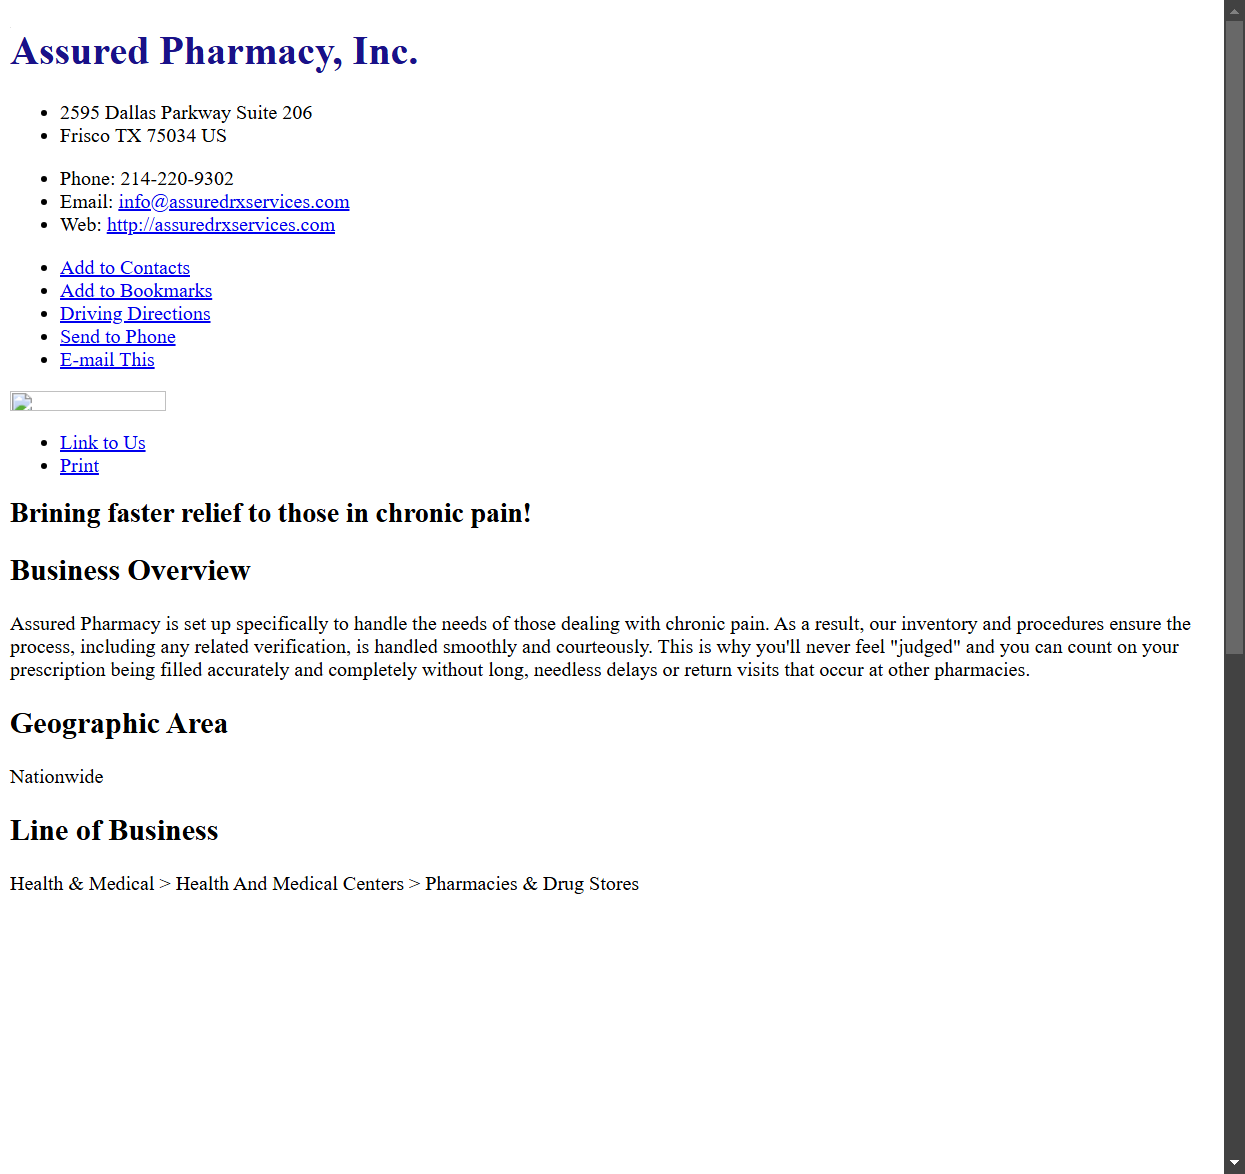 Assured Pharmacy, Inc.
2595 Dallas Parkway Suite 206
Frisco TX 75034 US
Phone: 214-220-9302
Email: info@assuredrxservices.com
Web: http://assuredrxservices.com
Add to Contacts
Add to Bookmarks
Driving Directions
Send to Phone
E-mail This
Link to Us
Print
Brining faster relief to those in chronic pain!
Business Overview
Assured Pharmacy is set up specifically to handle the needs of those dealing with chronic pain. As a result, our inventory and procedures ensure the
process, including any related verification, is handled smoothly and courteously. This is why you'll never feel "judged" and you can count on your
prescription being filled accurately and completely without long, needless delays or return visits that occur at other pharmacies.
Geographic Area
Nationwide
Line of Business
Health & Medical > Health And Medical Centers > Pharmacies & Drug Stores